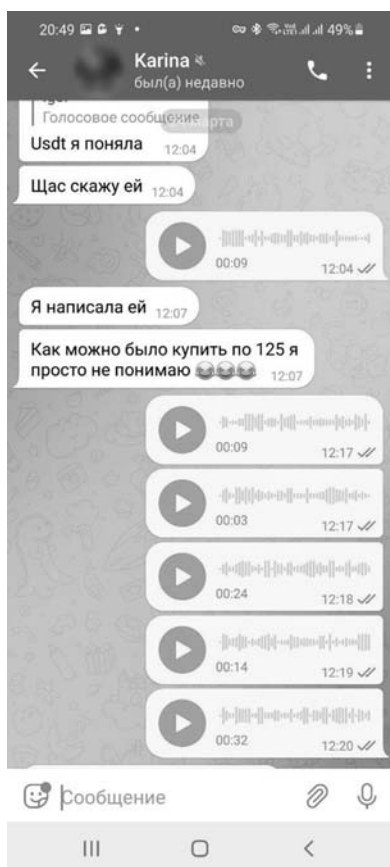 20:49 49%
Karina
был(а) недавно
Голосовое сообщение
марта
Usdt я поняла 12:04
Щас скажу ей 12:04
00:09 12:04
Я написала ей 12:07
Как можно было купить по 125 я
просто не понимаю 😂😂😂 12:07
00:09 12:17
00:03 12:17
00:24 12:18
00:14 12:19
00:32 12:20
Сообщение